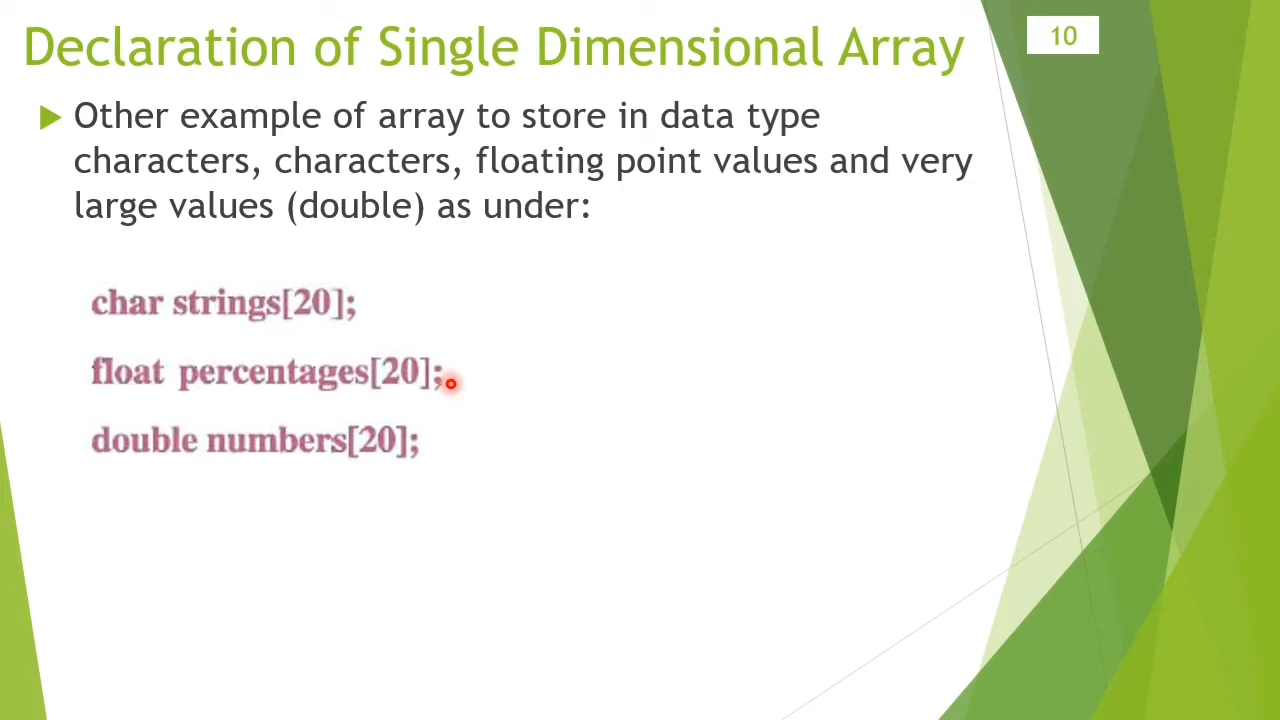 Declaration of Single Dimensional Array
10
Other example of array to store in data type
characters, characters, floating point values and very
large values (double) as under:
char strings[20];
float percentages[20];
double numbers[20];